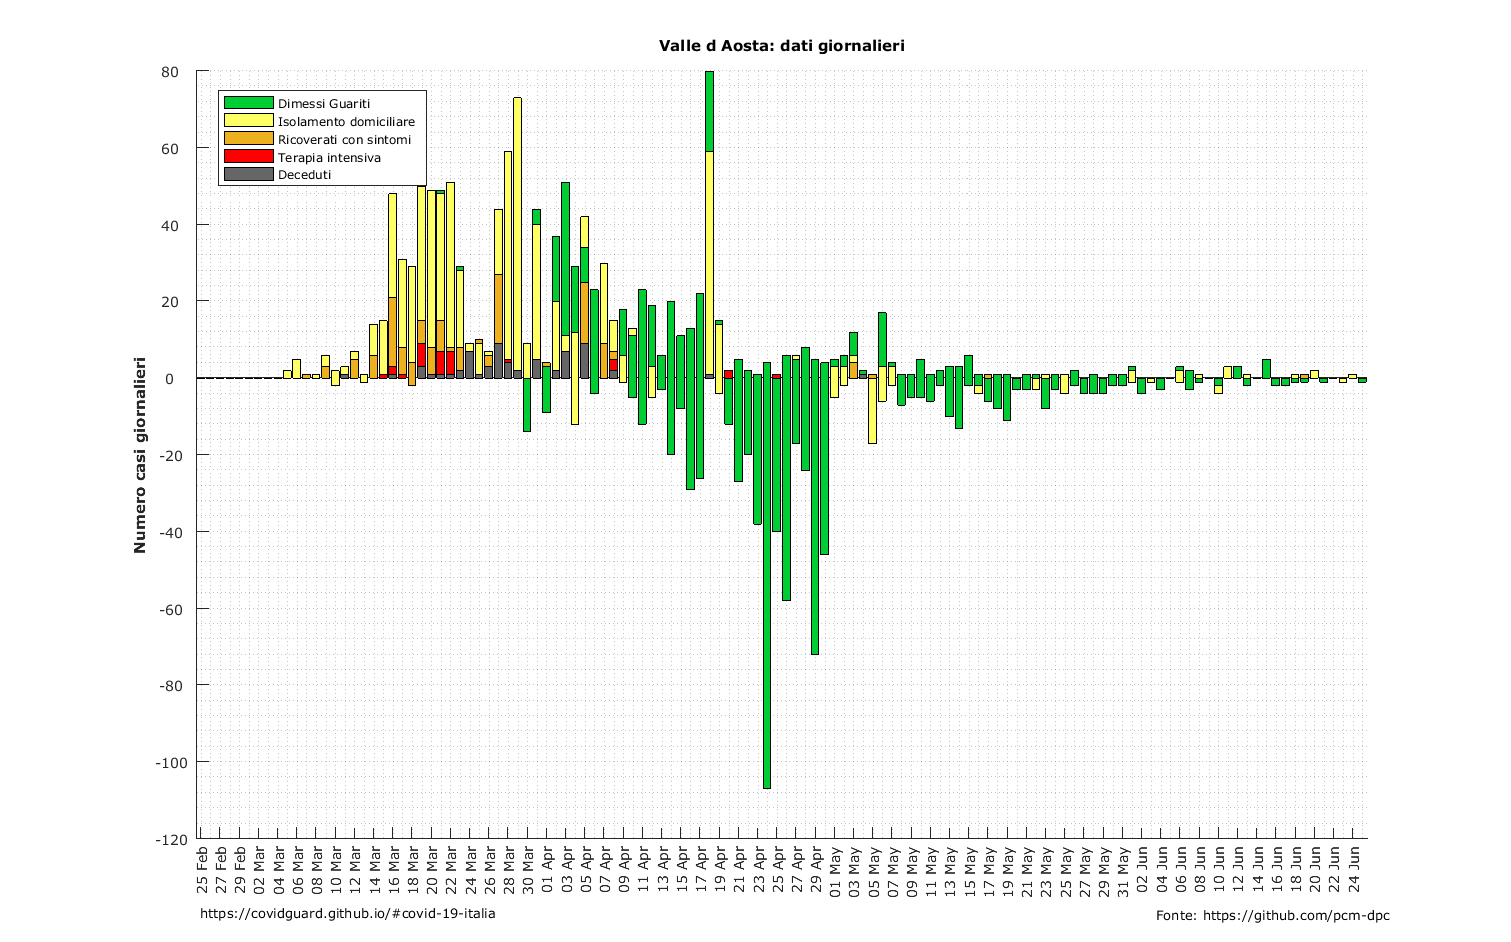 Valle d Aosta: dati giornalieri
80
60
40
20
0
-20
-40
-60
-80
-100
-120
Numero casi giornalieri
Dimessi Guariti
Isolamento domiciliare
Ricoverati con sintomi
Terapia intensiva
Deceduti
25 Feb
27 Feb
29 Feb
02 Mar
04 Mar
06 Mar
08 Mar
10 Mar
12 Mar
14 Mar
16 Mar
18 Mar
20 Mar
22 Mar
24 Mar
26 Mar
28 Mar
30 Mar
01 Apr
03 Apr
05 Apr
07 Apr
09 Apr
11 Apr
13 Apr
15 Apr
17 Apr
19 Apr
21 Apr
23 Apr
25 Apr
27 Apr
29 Apr
01 May
03 May
05 May
07 May
09 May
11 May
13 May
15 May
17 May
19 May
21 May
23 May
25 May
27 May
29 May
31 May
02 Jun
04 Jun
06 Jun
08 Jun
10 Jun
12 Jun
14 Jun
16 Jun
18 Jun
20 Jun
22 Jun
24 Jun
https://covidguard.github.io/#covid-19-italia
Fonte: https://github.com/pcm-dpc